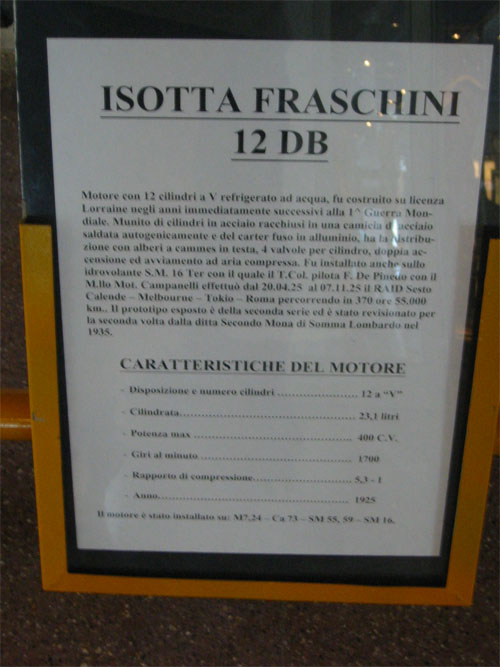 ISOTTA FRASCHINI
12 DB
Motore con 12 cilindri a V refrigerato ad acqua, fu costruito su licenza
Lorraine negli anni immediatamente successivi alla 1^ Guerra Mon-
diale. Munito di cilindri in acciaio racchiusi in una camicia di acciaio
saldata autogenicamente e del carter fuso in alluminio, ha la distribu-
zione con alberi a cammes in testa, 4 valvole per cilindro, doppia ac-
censione ed avviamento ad aria compressa. Fu installato anche sullo
idrovolante S.M. 16 Ter con il quale il T.Col. pilota F. De Pinedo con il
M.llo Mot. Campanelli effettuò dal 20.04.25 al 07.11.25 il RAID Sesto
Calende – Melbourne – Tokio – Roma percorrendo in 370 ore 55.000
km.. Il prototipo esposto è della seconda serie ed è stato revisionato per
la seconda volta dalla ditta Secondo Mona di Somma Lombardo nel
1935.
CARATTERISTICHE DEL MOTORE
- Disposizione e numero cilindri ..................... 12 a “V”
- Cilindrata............................................... 23,1 litri
- Potenza max .......................................... 400 C.V.
- Giri al minuto ........................................ 1700
- Rapporto di compressione.......................... 5,3 - 1
- Anno..................................................... 1925
Il motore è stato installato su: M7,24 – Ca 73 – SM 55, 59 – SM 16.